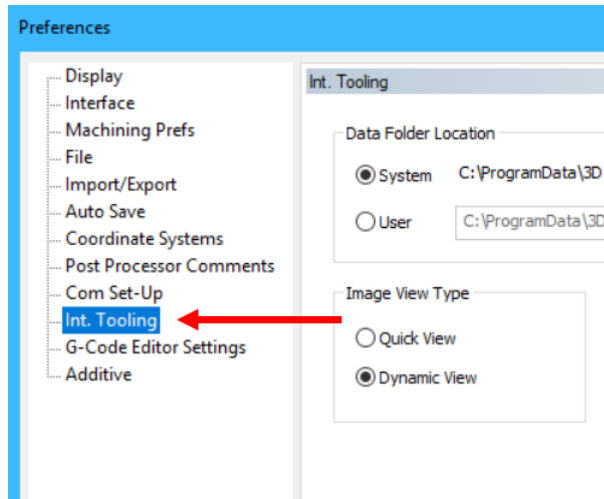 Preferences
Display
Interface
Machining Prefs
File
Import/Export
Auto Save
Coordinate Systems
Post Processor Comments
Com Set-Up
Int. Tooling
G-Code Editor Settings
Additive
Int. Tooling
Data Folder Location
System C:\ProgramData\3D
User C:\ProgramData\3D
Image View Type
Quick View
Dynamic View